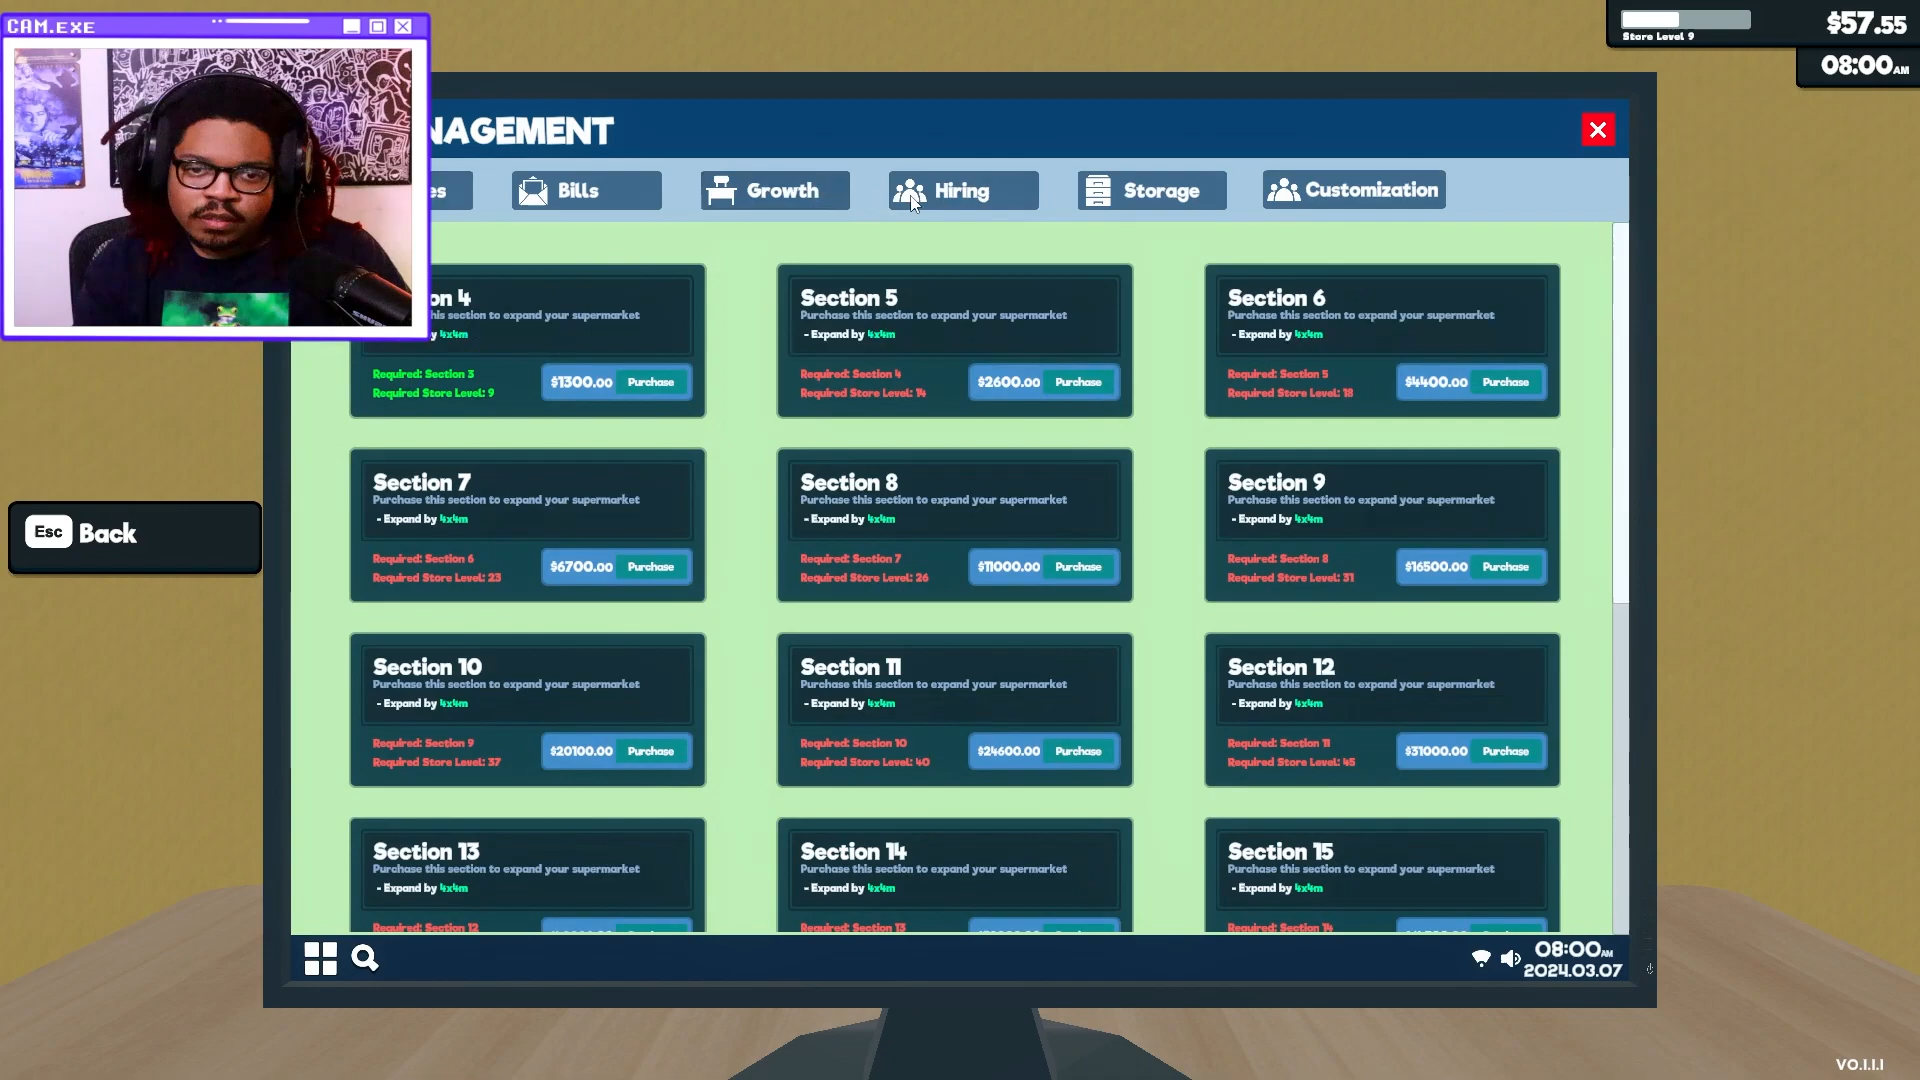 CAM.EXE
$57.55
Store Level 9
08:00AM
NAGEMENT
es
Bills
Growth
Hiring
Storage
Customization
on 4
his section to expand your supermarket
y 4x4m
Required: Section 3
Required Store Level: 9
$1300.00 Purchase
Section 5
Purchase this section to expand your supermarket
- Expand by 4x4m
Required: Section 4
Required Store Level: 14
$2600.00 Purchase
Section 6
Purchase this section to expand your supermarket
- Expand by 4x4m
Required: Section 5
Required Store Level: 18
$4400.00 Purchase
Section 7
Purchase this section to expand your supermarket
- Expand by 4x4m
Required: Section 6
Required Store Level: 23
$6700.00 Purchase
Section 8
Purchase this section to expand your supermarket
- Expand by 4x4m
Required: Section 7
Required Store Level: 26
$11000.00 Purchase
Section 9
Purchase this section to expand your supermarket
- Expand by 4x4m
Required: Section 8
Required Store Level: 31
$16500.00 Purchase
Esc Back
Section 10
Purchase this section to expand your supermarket
- Expand by 4x4m
Required: Section 9
Required Store Level: 37
$20100.00 Purchase
Section 11
Purchase this section to expand your supermarket
- Expand by 4x4m
Required: Section 10
Required Store Level: 40
$24600.00 Purchase
Section 12
Purchase this section to expand your supermarket
- Expand by 4x4m
Required: Section 11
Required Store Level: 45
$31000.00 Purchase
Section 13
Purchase this section to expand your supermarket
- Expand by 4x4m
Required: Section 12
Section 14
Purchase this section to expand your supermarket
- Expand by 4x4m
Required: Section 13
Section 15
Purchase this section to expand your supermarket
- Expand by 4x4m
Required: Section 14
08:00AM
2024.03.07
V0.1.1.1